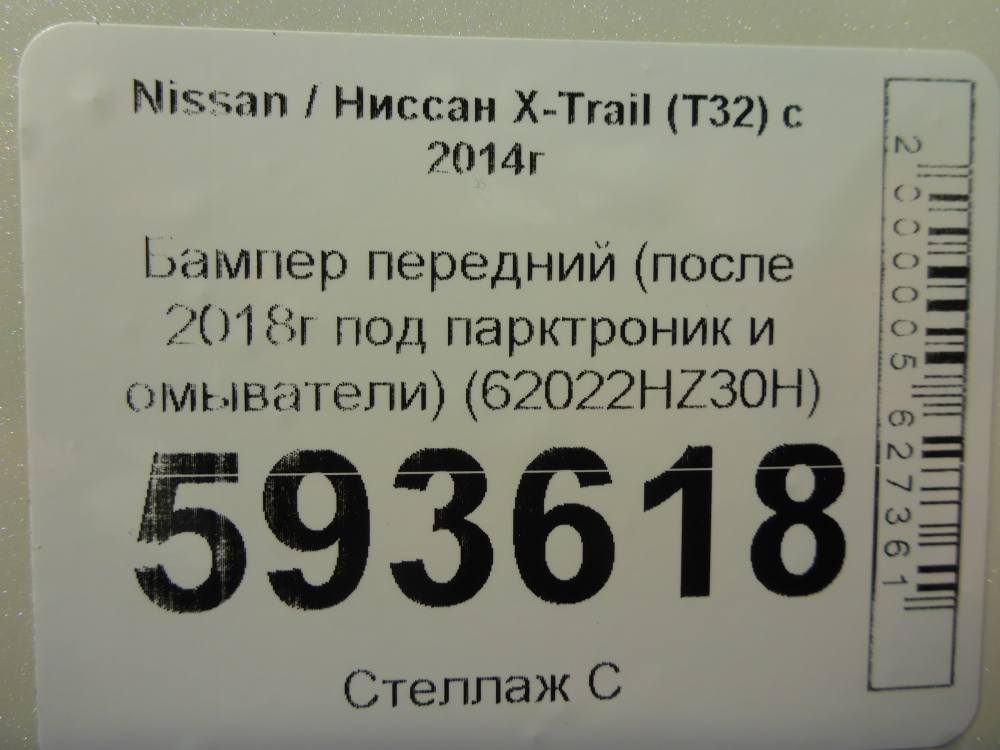 Nissan / Ниссан X-Trail (T32) с
2014г
Бампер передний (после
2018г под парктроник и
омыватели) (62022HZ30H)
593618
Стеллаж С
2000005627361